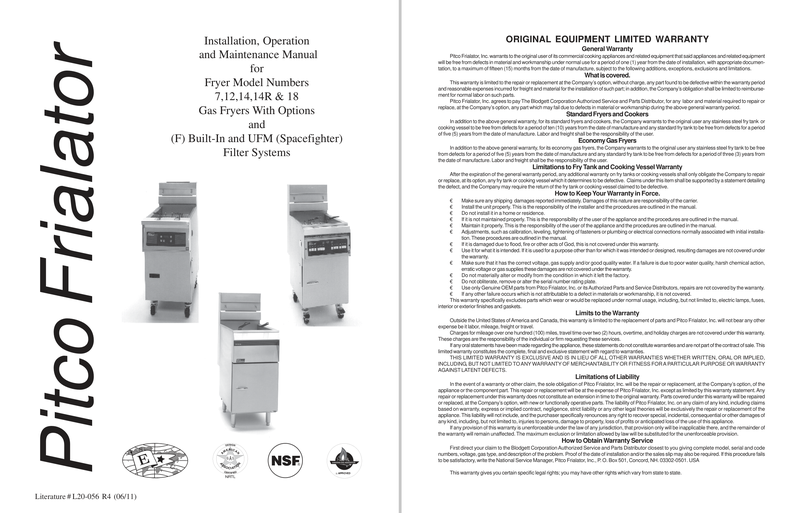 Pitco Frialator
Installation, Operation
and Maintenance Manual
for
Fryer Model Numbers
7,12,14,14R & 18
Gas Fryers With Options
and
(F) Built-In and UFM (Spacefighter)
Filter Systems
NSF
Literature # L20-056 R4 (06/11)
ORIGINAL EQUIPMENT LIMITED WARRANTY
General Warranty
Pitco Frialator, Inc. warrants to the original user of its commercial cooking appliances and related equipment that said appliances and related equipment
will be free from defects in material and workmanship under normal use for a period of one (1) year from the date of installation, with appropriate documen-
tation, to a maximum of fifteen (15) months from the date of manufacture, subject to the following additions, exceptions, exclusions and limitations.
What is covered.
This warranty is limited to the repair or replacement at the Company's option, without charge, any part found to be defective within the warranty period
and reasonable expenses incurred for freight and material for the installation of such part; in addition, the Company's obligation shall be limited to reimburse-
ment for normal labor on such parts.
Pitco Frialator, Inc. agrees to pay The Blodgett Corporation Authorized Service and Parts Distributor, for any labor and material required to repair or
replace, at the Company's option, any part which may fail due to defects in material or workmanship during the above general warranty period.
Standard Fryers and Cookers
In addition to the above general warranty, for its standard fryers and cookers, the Company warrants to the original user any stainless steel fry tank or
cooking vessel to be free from defects for a period of ten (10) years from the date of manufacture and any standard fry tank to be free from defects for a period
of five (5) years from the date of manufacture. Labor and freight shall be the responsibility of the user.
Economy Gas Fryers
In addition to the above general warranty, for its economy gas fryers, the Company warrants to the original user any stainless steel fry tank to be free
from defects for a period of five (5) years from the date of manufacture and any standard fry tank to be free from defects for a period of three (3) years from
the date of manufacture. Labor and freight shall be the responsibility of the user.
Limitations to Fry Tank and Cooking Vessel Warranty
After the expiration of the general warranty period, any additional warranty on fry tanks or cooking vessels shall only obligate the Company to repair
or replace, at its option, any fry tank or cooking vessel which it determines to be defective. Claims under this item shall be supported by a statement detailing
the defect, and the Company may require the return of the fry tank or cooking vessel claimed to be defective.
How to Keep Your Warranty in Force.
€ Make sure any shipping damages reported immediately. Damages of this nature are responsibility of the carrier.
€ Install the unit properly. This is the responsibility of the installer and the procedures are outlined in the manual.
€ Do not install it in a home or residence.
€ If it is not maintained properly. This is the responsibility of the user of the appliance and the procedures are outlined in the manual.
€ Maintain it properly. This is the responsibility of the user of the appliance and the procedures are outlined in the manual.
€ Adjustments, such as calibration, leveling, tightening of fasteners or plumbing or electrical connections normally associated with initial installa-
tion. These procedures are outlined in the manual.
€ If it is damaged due to flood, fire or other acts of God, this is not covered under this warranty.
€ Use it for what it is intended. If it is used for a purpose other than for which it was intended or designed, resulting damages are not covered under
the warranty.
€ Make sure that it has the correct voltage, gas supply and/or good quality water. If a failure is due to poor water quality, harsh chemical action,
erratic voltage or gas supplies these damages are not covered under the warranty.
€ Do not materially alter or modify from the condition in which it left the factory.
€ Do not obliterate, remove or alter the serial number rating plate.
€ Use only Genuine OEM parts from Pitco Frialator, Inc. or its Authorized Parts and Service Distributors, repairs are not covered by the warranty.
€ If any other failure occurs which is not attributable to a defect in materials or workmanship, it is not covered.
This warranty specifically excludes parts which wear or would be replaced under normal usage, including, but not limited to, electric lamps, fuses,
interior or exterior finishes and gaskets.
Limits to the Warranty
Outside the United States of America and Canada, this warranty is limited to the replacement of parts and Pitco Frialator, Inc. will not bear any other
expense be it labor, mileage, freight or travel.
Charges for mileage over one hundred (100) miles, travel time over two (2) hours, overtime, and holiday charges are not covered under this warranty.
These charges are the responsibility of the individual or firm requesting these services.
If any oral statements have been made regarding the appliance, these statements do not constitute warranties and are not part of the contract of sale. This
limited warranty constitutes the complete, final and exclusive statement with regard to warranties.
THIS LIMITED WARRANTY IS EXCLUSIVE AND IS IN LIEU OF ALL OTHER WARRANTIES WHETHER WRITTEN, ORAL OR IMPLIED,
INCLUDING, BUT NOT LIMITED TO ANY WARRANTY OF MERCHANTABILITY OR FITNESS FOR A PARTICULAR PURPOSE OR WARRANTY
AGAINST LATENT DEFECTS.
Limitations of Liability
In the event of a warranty or other claim, the sole obligation of Pitco Frialator, Inc. will be the repair or replacement, at the Company's option, of the
appliance or the component part. This repair or replacement will be at the expense of Pitco Frialator, Inc. except as limited by this warranty statement. Any
repair or replacement under this warranty does not constitute an extension in time to the original warranty. Parts covered under this warranty will be repaired
or replaced, at the Company's option, with new or functionally operative parts. The liability of Pitco Frialator, Inc. on any claim of any kind, including claims
based on warranty, express or implied contract, negligence, strict liability or any other legal theories will be exclusively the repair or replacement of the
appliance. This liability will not include, and the purchaser specifically renounces any right to recover special, incidental, consequential or other damages of
any kind, including, but not limited to, injuries to persons, damage to property, loss of profits or anticipated loss of the use of this appliance.
If any provision of this warranty is unenforceable under the law of any jurisdiction, that provision only will be inapplicable there, and the remainder of
the warranty will remain unaffected. The maximum exclusion or limitation allowed by law will be substituted for the unenforceable provision.
How to Obtain Warranty Service
First direct your claim to the Blodgett Corporation Authorized Service and Parts Distributor closest to you giving complete model, serial and code
numbers, voltage, gas type, and description of the problem. Proof of the date of installation and/or the sales slip may also be required. If this procedure fails
to be satisfactory, write the National Service Manager, Pitco Frialator, Inc., P. O. Box 501, Concord, NH. 03302-0501. USA
This warranty gives you certain specific legal rights; you may have other rights which vary from state to state.